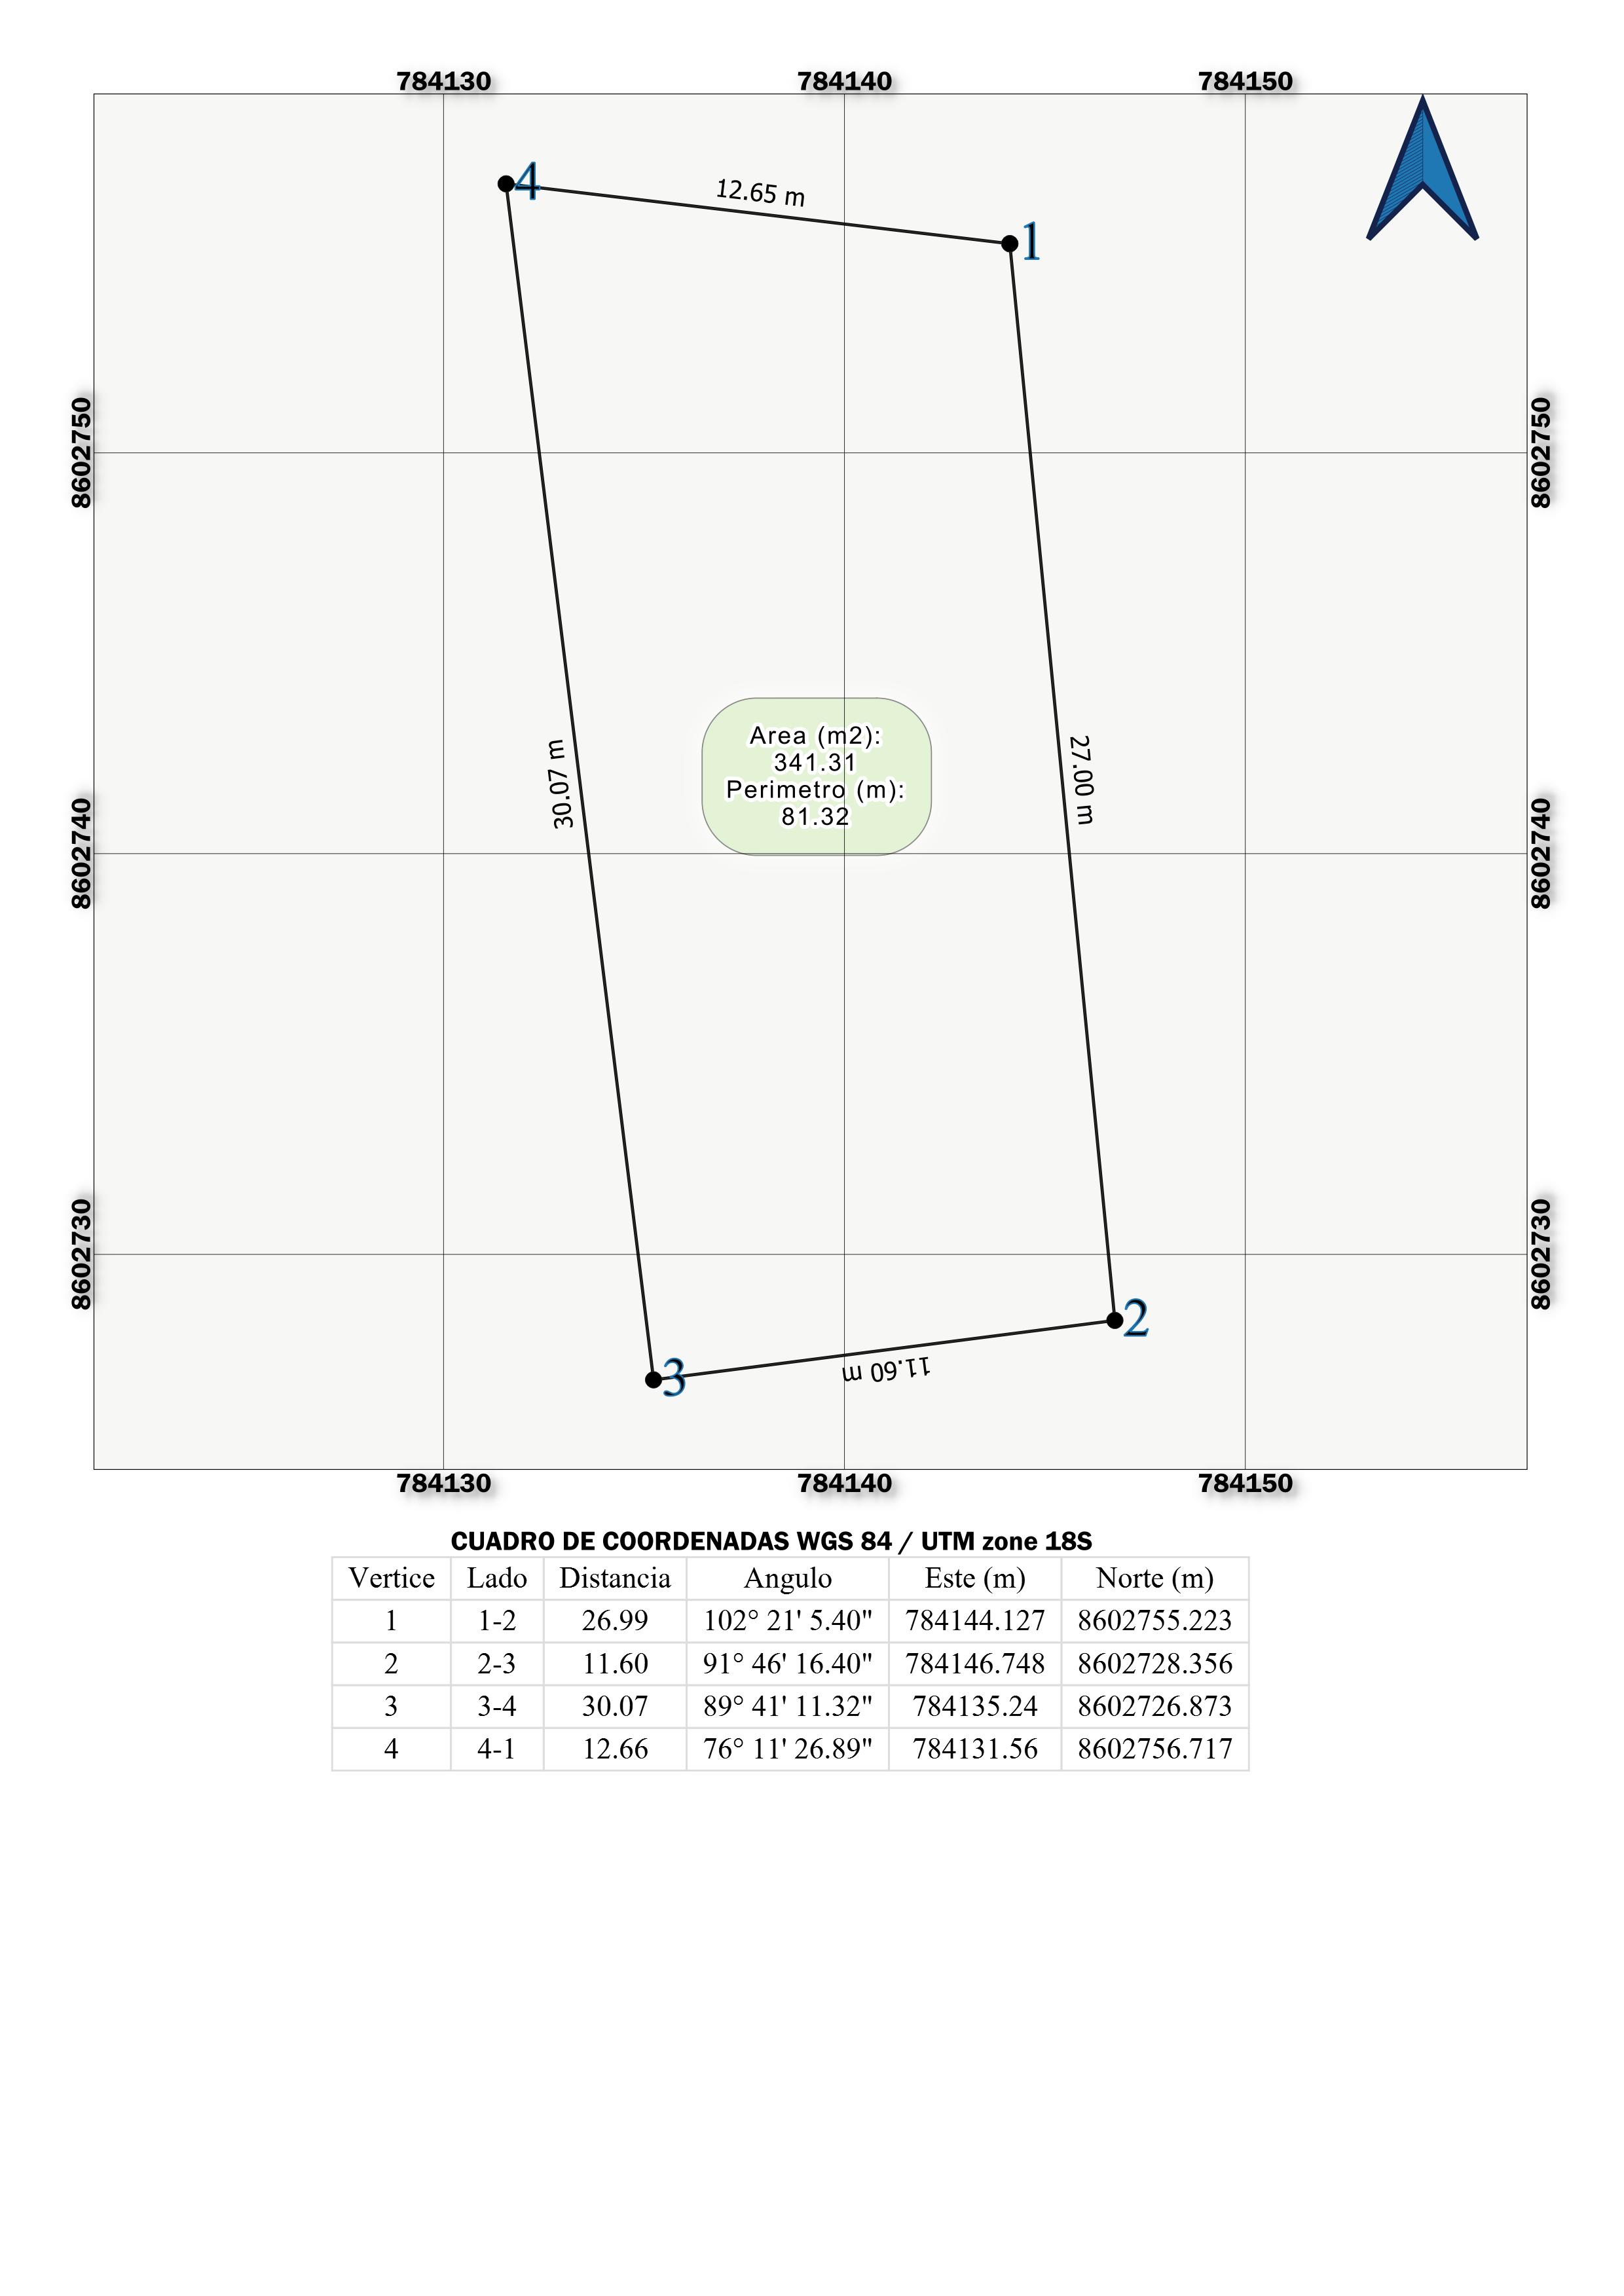 784130 784140 784150
4
12.65 m
1
8602750 8602750
Area (m2):
341.31
Perimetro (m):
81.32
30.07 m
27.00 m
8602740 8602740
8602730 8602730
2
11.60 m
3
784130 784140 784150
CUADRO DE COORDENADAS WGS 84 / UTM zone 18S
Vertice Lado Distancia Angulo Este (m) Norte (m)
1 1-2 26.99 102° 21' 5.40" 784144.127 8602755.223
2 2-3 11.60 91° 46' 16.40" 784146.748 8602728.356
3 3-4 30.07 89° 41' 11.32" 784135.24 8602726.873
4 4-1 12.66 76° 11' 26.89" 784131.56 8602756.717